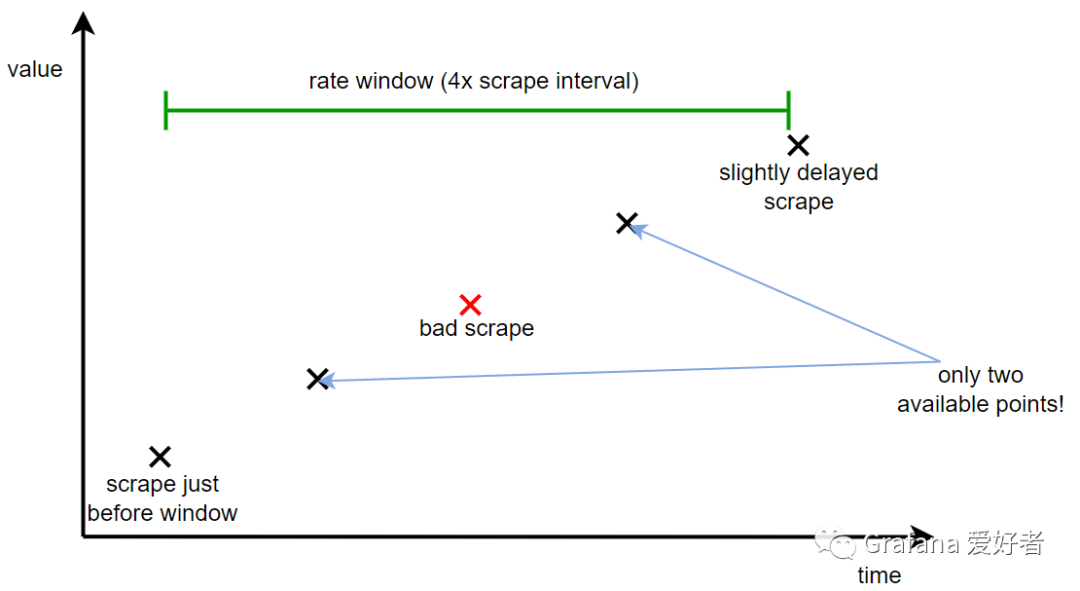 value
rate window (4x scrape interval)
slightly delayed
scrape
bad scrape
only two
available points!
scrape just
before window
Grafana 爱好者
time